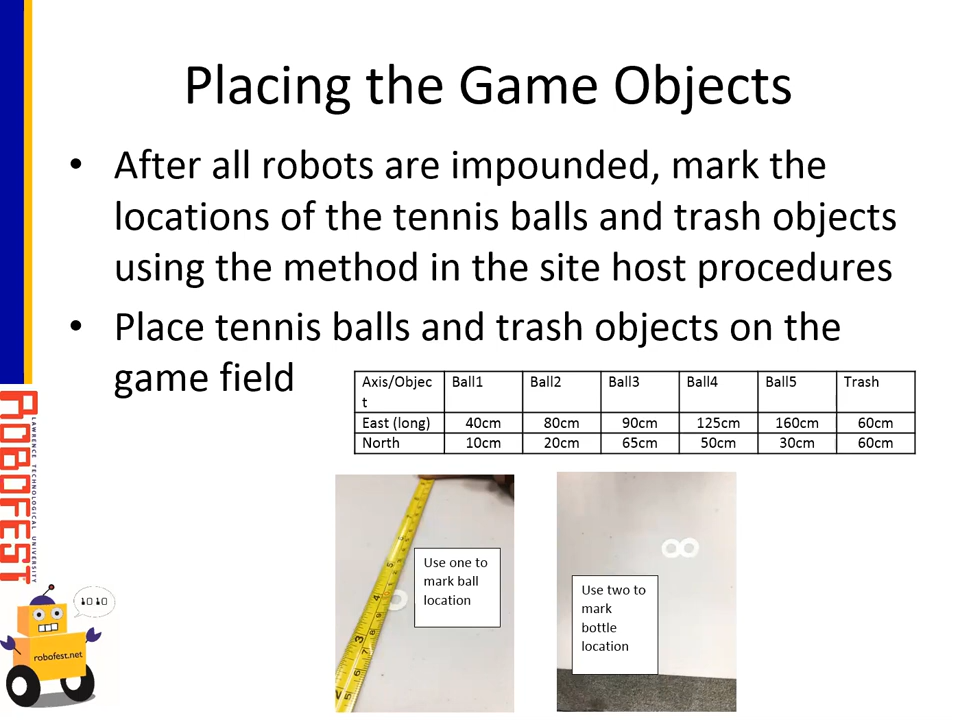 Placing the Game Objects
• After all robots are impounded, mark the
locations of the tennis balls and trash objects
using the method in the site host procedures
• Place tennis balls and trash objects on the
game field
Axis/Objec
t Ball1 Ball2 Ball3 Ball4 Ball5 Trash
East (long) 40cm 80cm 90cm 125cm 160cm 60cm
North 10cm 20cm 65cm 50cm 30cm 60cm
Use one to
mark ball
location
Use two to
mark
bottle
location
ROBOFEST
LAWRENCE TECHNOLOGICAL UNIVERSITY
1010
robofest.net